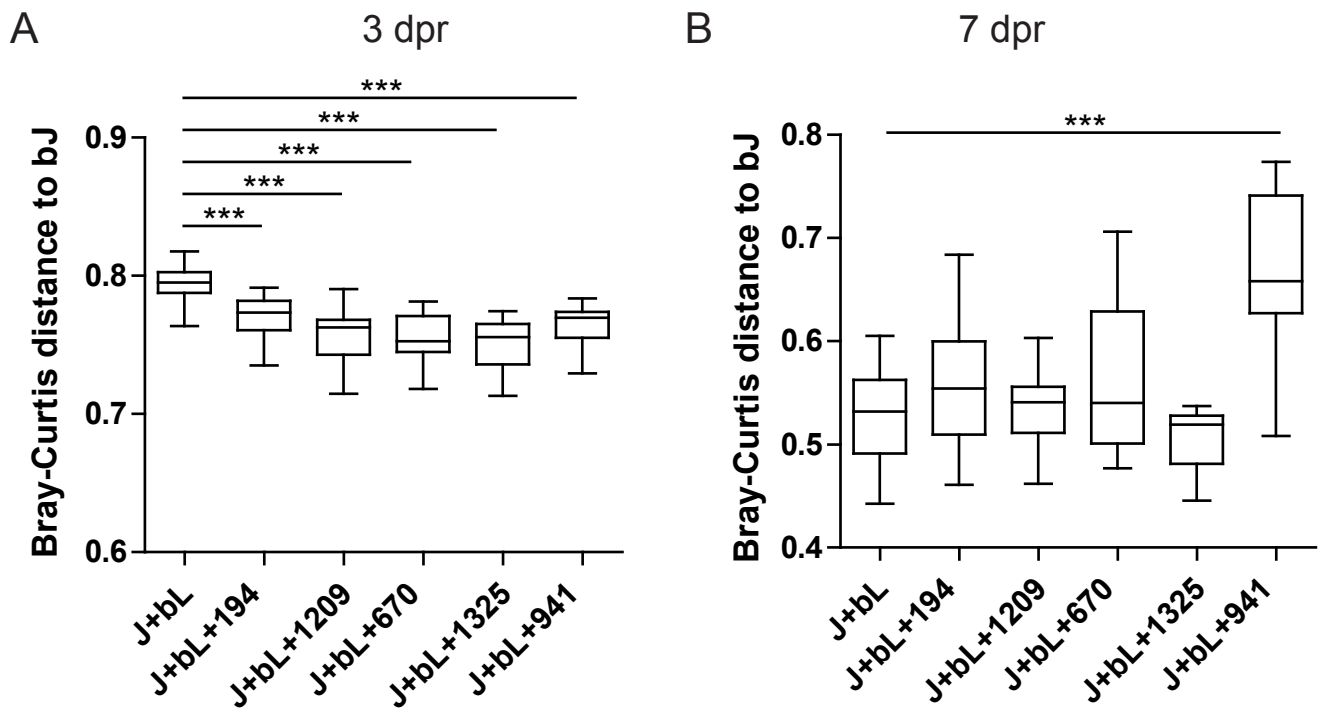 A
3 dpr
Bray-Curtis distance to bJ
0.9
0.8
0.7
0.6
***
***
***
***
***
J+bL
J+bL+194
J+bL+1209
J+bL+670
J+bL+1325
J+bL+941
B
7 dpr
Bray-Curtis distance to bJ
0.8
0.7
0.6
0.5
0.4
***
J+bL
J+bL+194
J+bL+1209
J+bL+670
J+bL+1325
J+bL+941